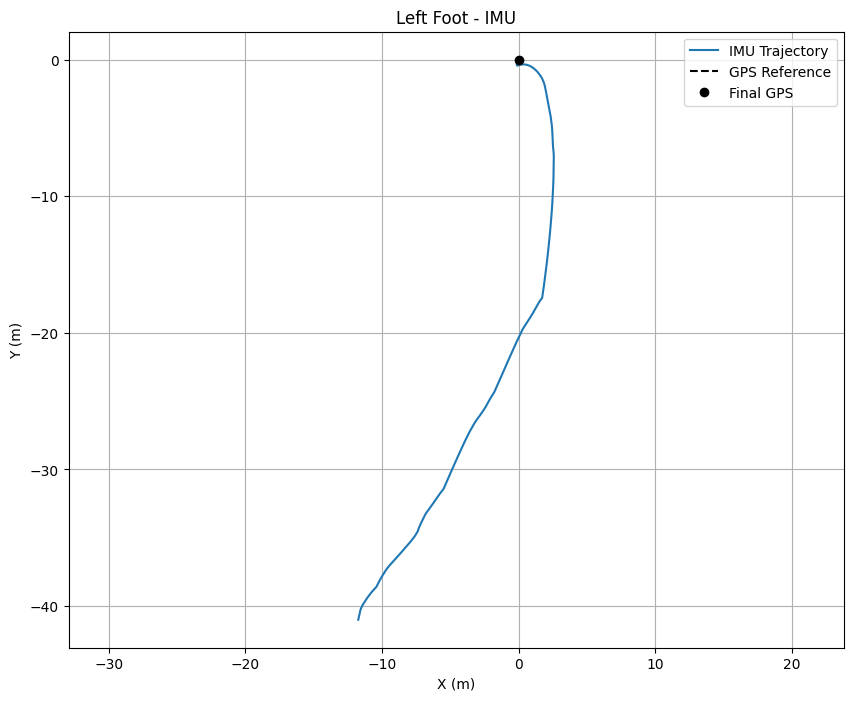 Left Foot - IMU
IMU Trajectory
GPS Reference
Final GPS
0
−10
−20
−30
−40
Y (m)
−30
−20
−10
0
10
20
X (m)